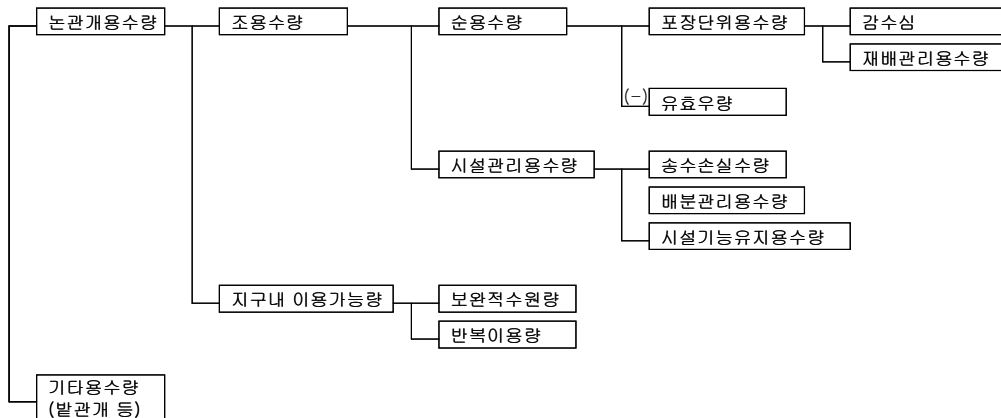 논관개용수량
조용수량
순용수량
포장단위용수량
감수심
재배관리용수량
(-)
유효우량
시설관리용수량
송수손실수량
배분관리용수량
시설기능유지용수량
지구내 이용가능량
보완적수원량
반복이용량
기타용수량
(밭관개 등)